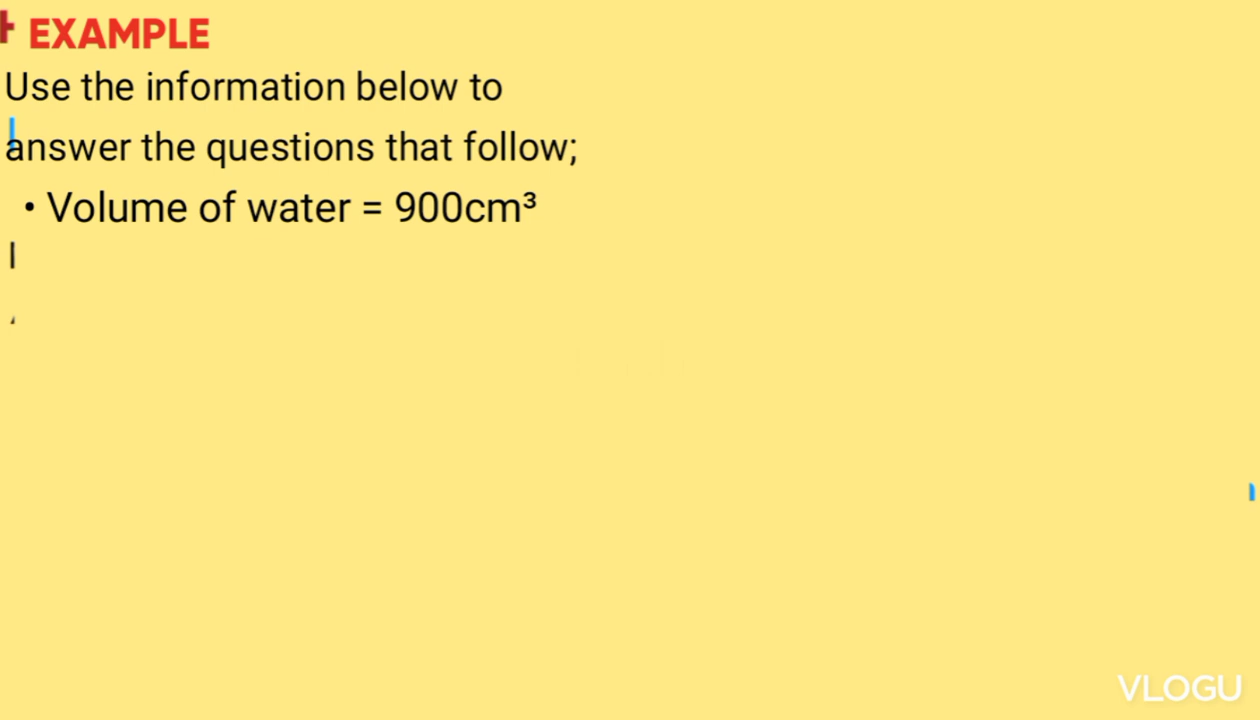 EXAMPLE
Use the information below to
answer the questions that follow;
• Volume of water = 900cm³
VLOGU